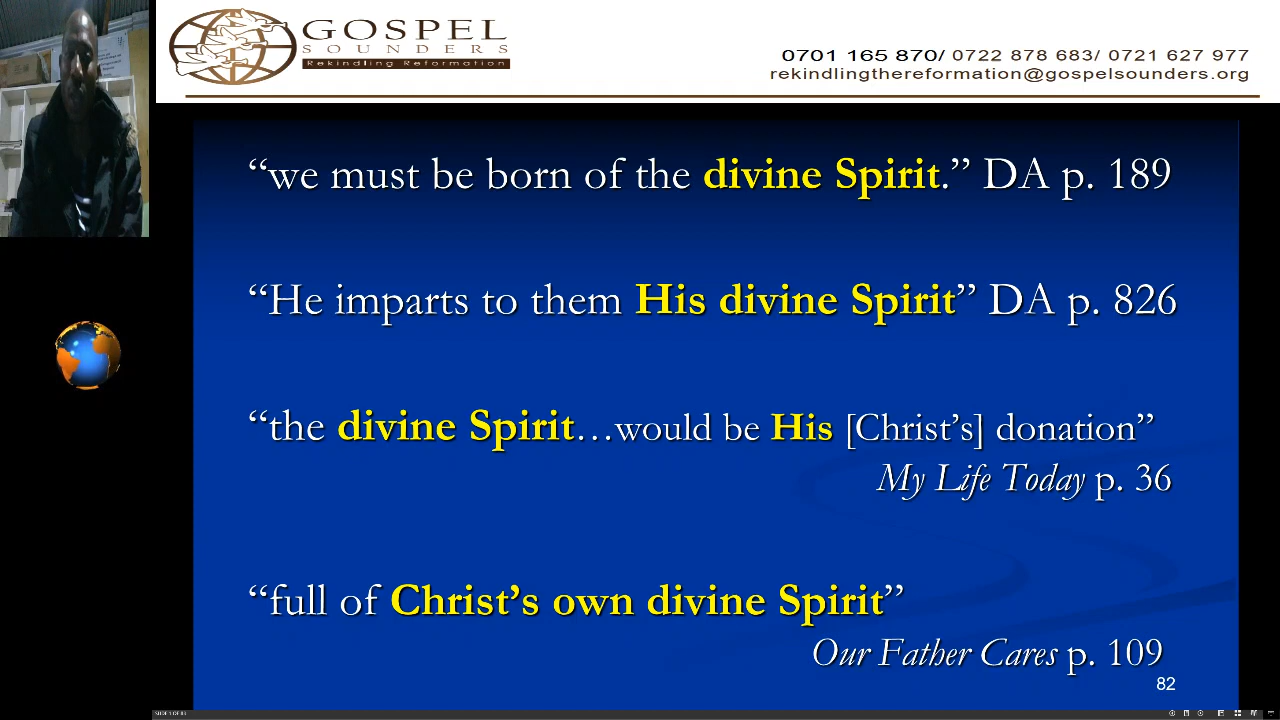 GOSPEL
SOUNDERS
Rekindling Reformation
0701 165 870/ 0722 878 683/ 0721 627 977
rekindlingthereformation@gospelsounders.org
“we must be born of the divine Spirit.” DA p. 189
“He imparts to them His divine Spirit” DA p. 826
“the divine Spirit…would be His [Christ’s] donation”
My Life Today p. 36
“full of Christ’s own divine Spirit”
Our Father Cares p. 109
82